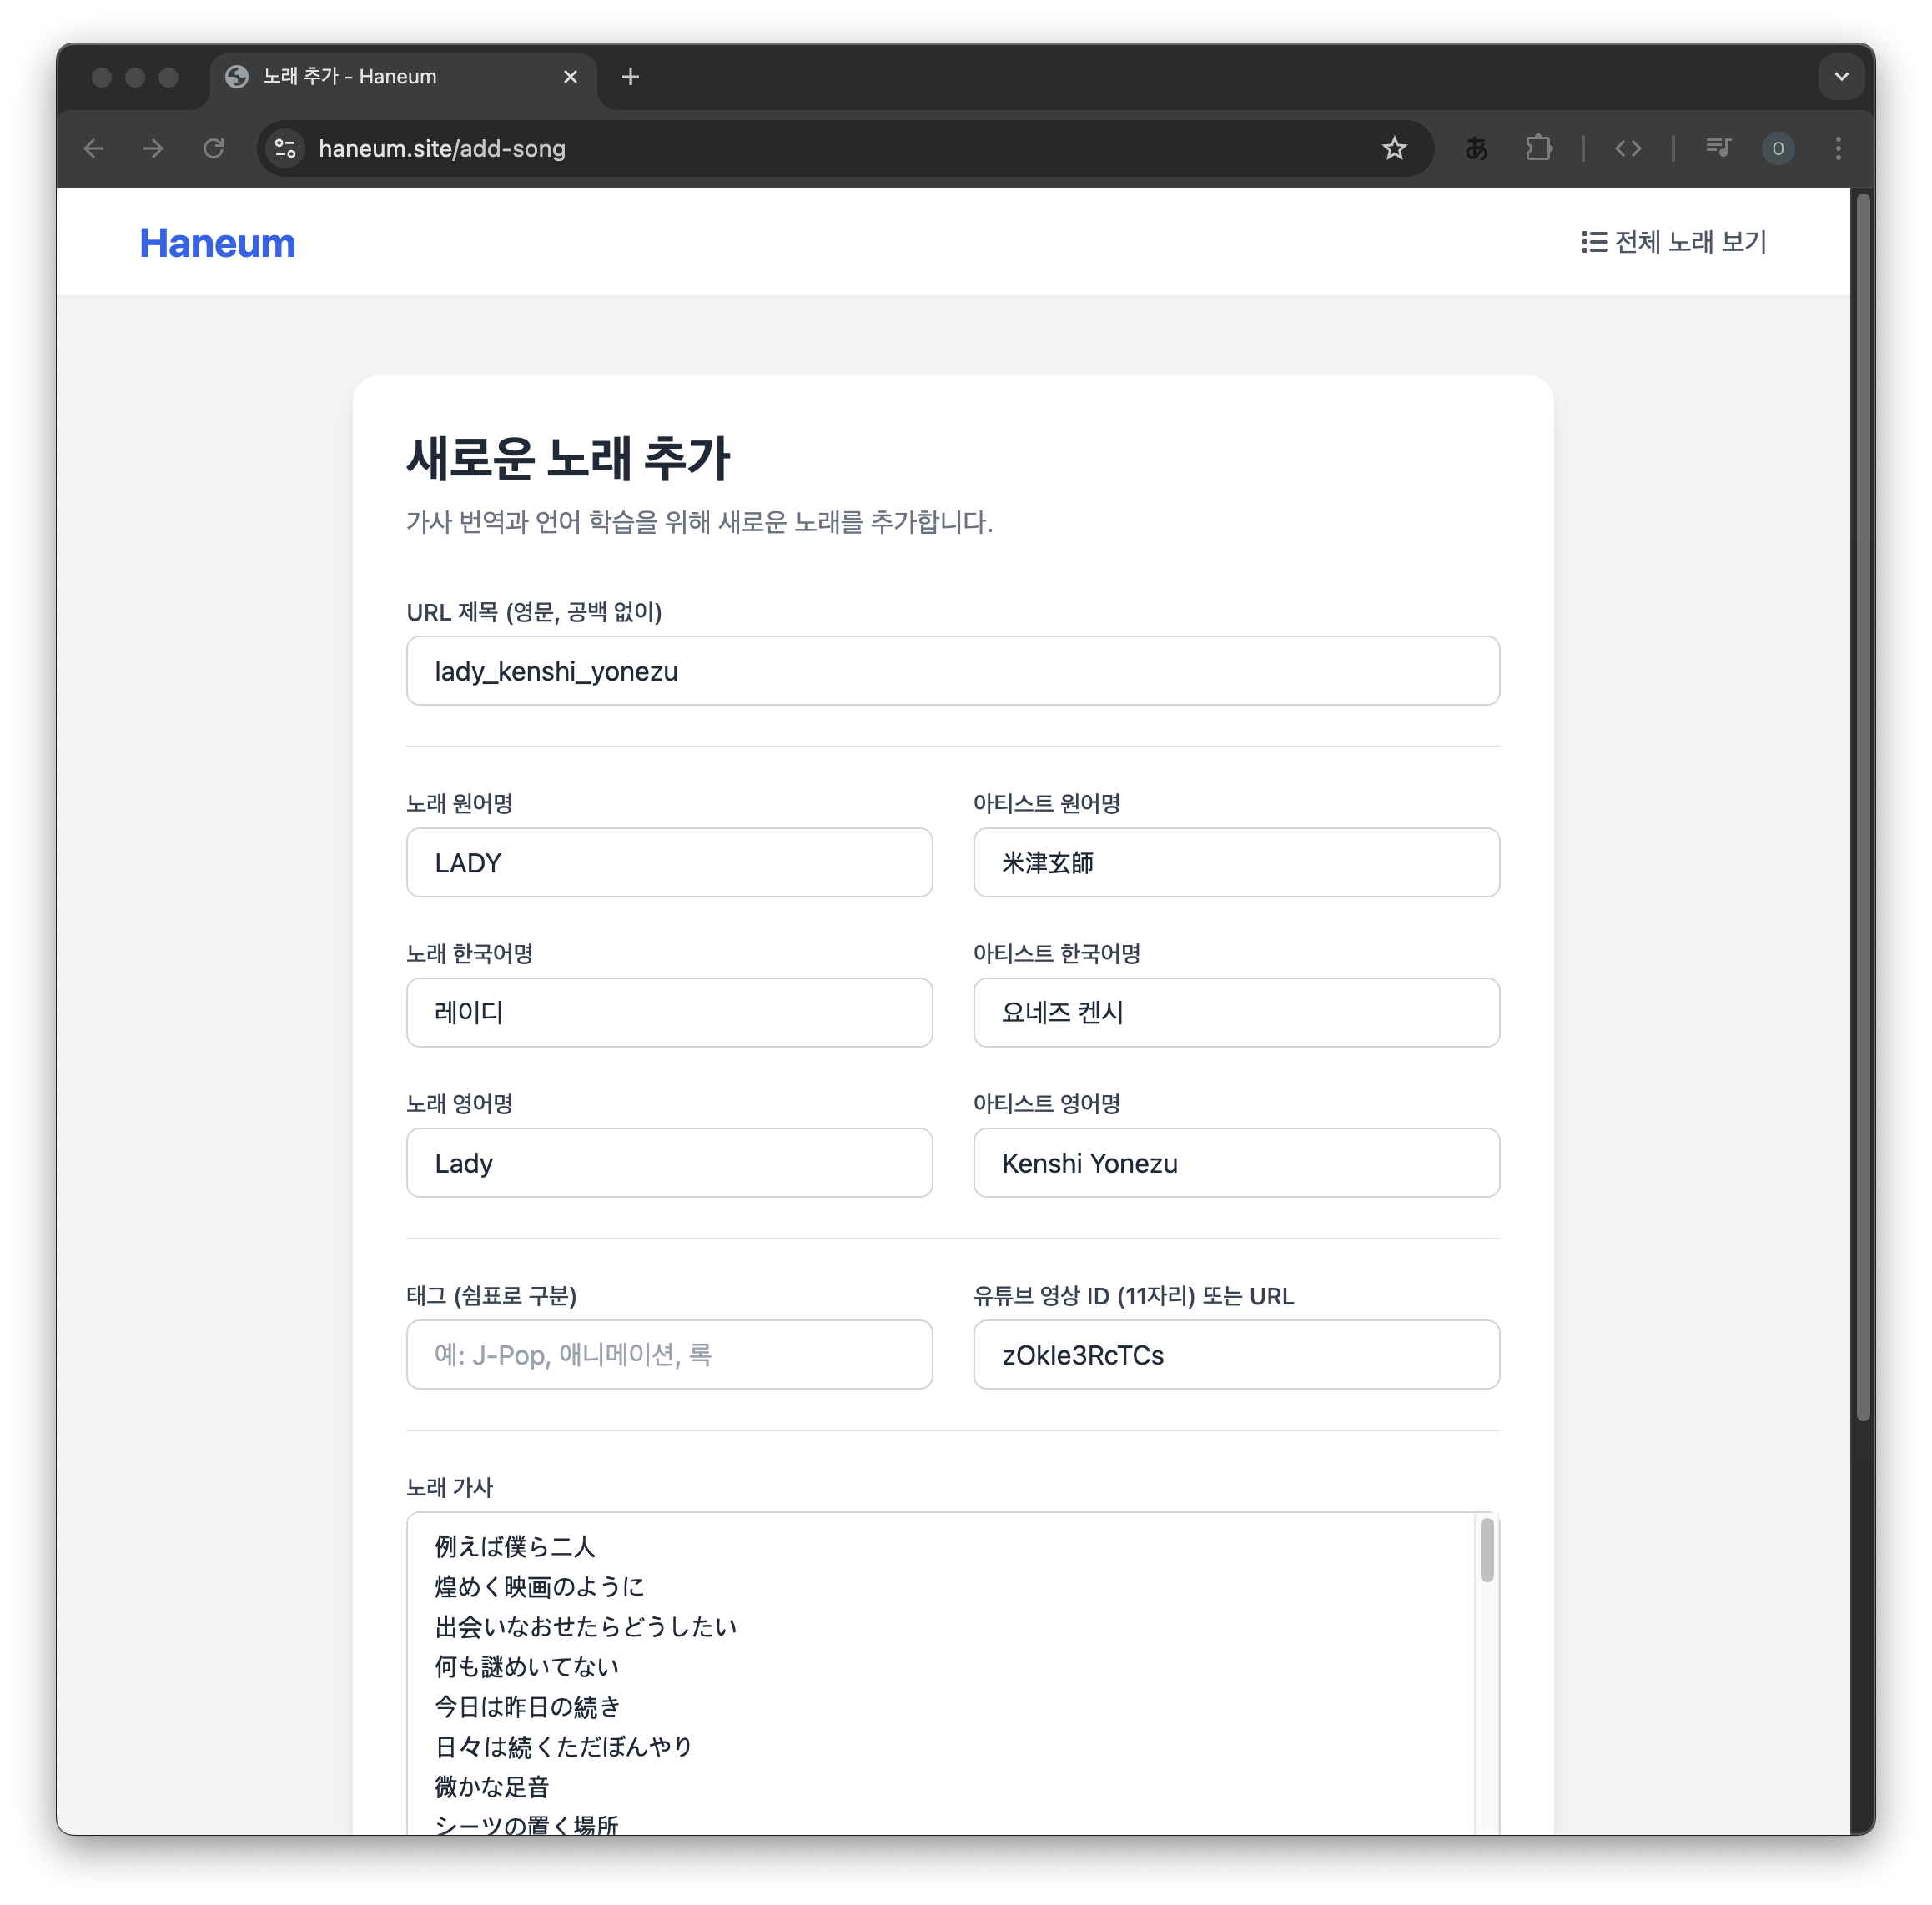 노래 추가 - Haneum
haneum.site/add-song
あ
O
Haneum
전체 노래 보기
새로운 노래 추가
가사 번역과 언어 학습을 위해 새로운 노래를 추가합니다.
URL 제목 (영문, 공백 없이)
lady_kenshi_yonezu
노래 원어명
아티스트 원어명
LADY
米津玄師
노래 한국어명
아티스트 한국어명
레이디
요네즈 켄시
노래 영어명
아티스트 영어명
Lady
Kenshi Yonezu
태그 (쉼표로 구분)
유튜브 영상 ID (11자리) 또는 URL
예: J-Pop, 애니메이션, 록
zOkIe3RcTCs
노래 가사
例えば僕ら二人
煌めく映画のように
出会いなおせたらどうしたい
何も謎めいてない
今日は昨日の続き
日々は続くただぼんやり
微かな足音
シーツの置く場所